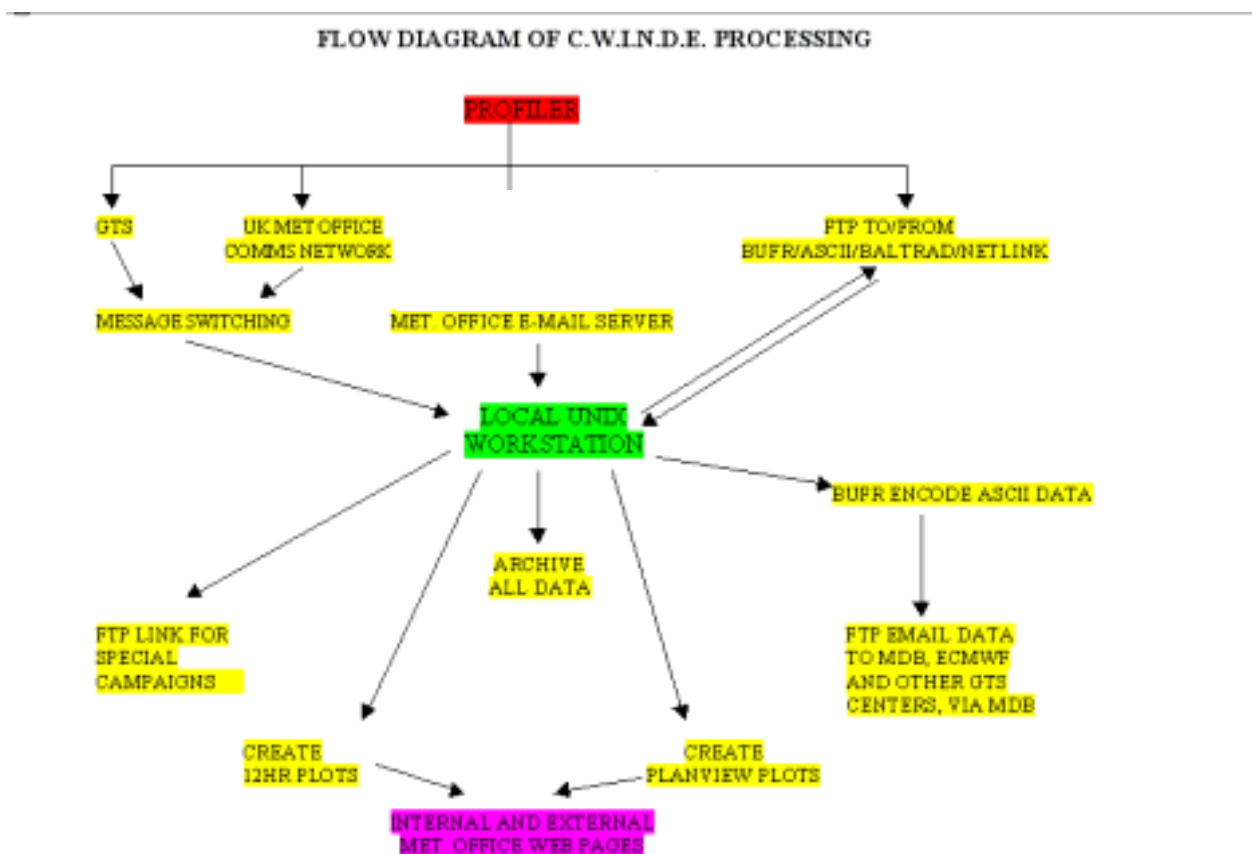 FLOW DIAGRAM OF C.W.I.N.D.E. PROCESSING
PROFILER
GTS
UK MET OFFICE
COMMS NETWORK
FTP TO/FROM
BUFR/ASCII/BALTRAD/NETLINK
MESSAGE SWITCHING
MET. OFFICE E-MAIL SERVER
LOCAL UNIX
WORKSTATION
BUFR ENCODE ASCII DATA
ARCHIVE
ALL DATA
FTP LINK FOR
SPECIAL
CAMPAIGNS
FTP EMAIL DATA
TO MDB, ECMWF
AND OTHER GTS
CENTERS, VIA MDB
CREATE
12HR PLOTS
CREATE
PLANVIEW PLOTS
INTERNAL AND EXTERNAL
MET. OFFICE WEB PAGES